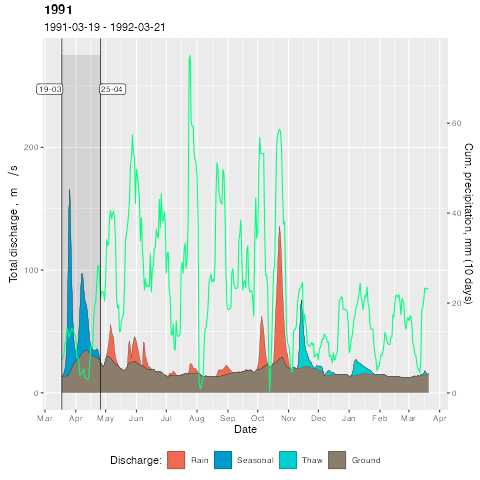 1991
1991-03-19 - 1992-03-21
19-03
25-04
Total discharge , m /s
200
100
0
60
40
20
0
Cum. precipitation, mm (10 days)
Mar Apr May Jun Jul Aug Sep Oct Nov Dec Jan Feb Mar Apr
Date
Discharge: Rain Seasonal Thaw Ground